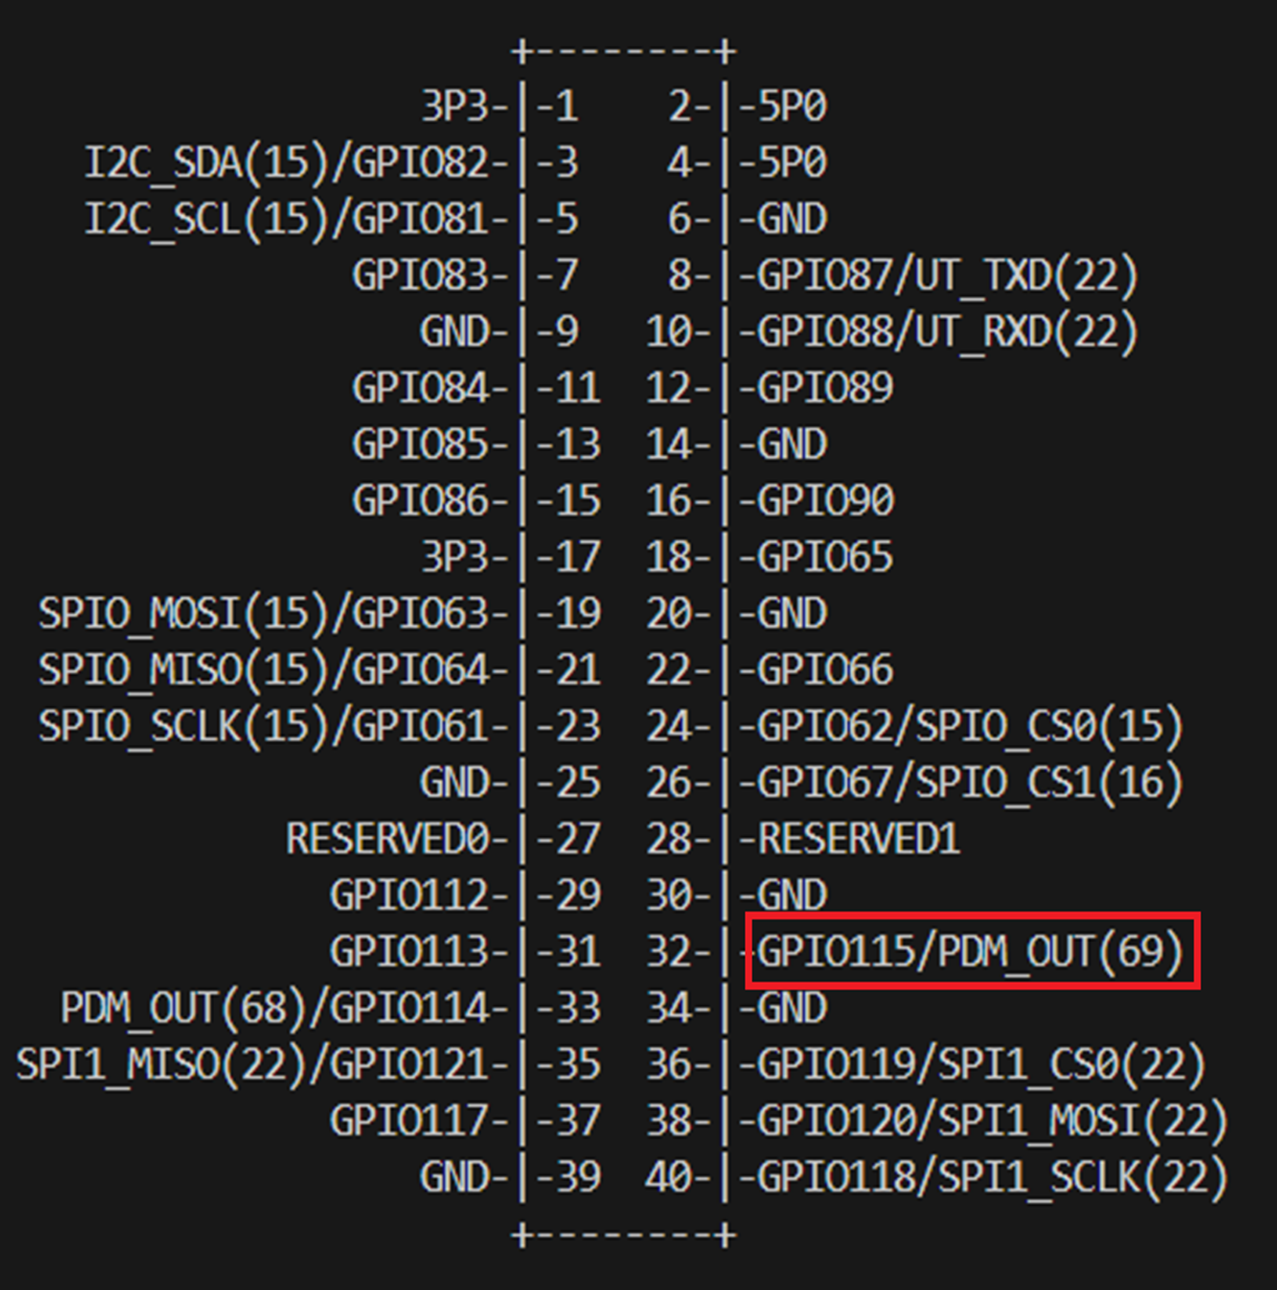 +--------+
3P3-|-1    2-|-5P0
I2C_SDA(15)/GPIO82-|-3    4-|-5P0
I2C_SCL(15)/GPIO81-|-5    6-|-GND
GPIO83-|-7    8-|-GPIO87/UT_TXD(22)
GND-|-9   10-|-GPIO88/UT_RXD(22)
GPIO84-|-11  12-|-GPIO89
GPIO85-|-13  14-|-GND
GPIO86-|-15  16-|-GPIO90
3P3-|-17  18-|-GPIO65
SPIO_MOSI(15)/GPIO63-|-19  20-|-GND
SPIO_MISO(15)/GPIO64-|-21  22-|-GPIO66
SPIO_SCLK(15)/GPIO61-|-23  24-|-GPIO62/SPIO_CS0(15)
GND-|-25  26-|-GPIO67/SPIO_CS1(16)
RESERVED0-|-27  28-|-RESERVED1
GPIO112-|-29  30-|-GND
GPIO113-|-31  32-|-GPIO115/PDM_OUT(69)
PDM_OUT(68)/GPIO114-|-33  34-|-GND
SPI1_MISO(22)/GPIO121-|-35  36-|-GPIO119/SPI1_CS0(22)
GPIO117-|-37  38-|-GPIO120/SPI1_MOSI(22)
GND-|-39  40-|-GPIO118/SPI1_SCLK(22)
+--------+